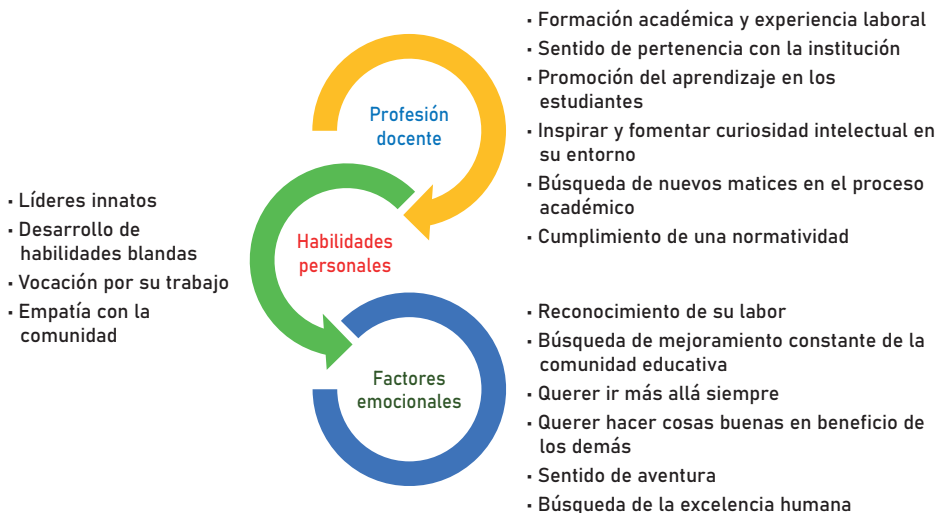 Profesión
docente
▪ Formación académica y experiencia laboral
▪ Sentido de pertenencia con la institución
▪ Promoción del aprendizaje en los
estudiantes
▪ Inspirar y fomentar curiosidad intelectual en
su entorno
▪ Búsqueda de nuevos matices en el proceso
académico
▪ Cumplimiento de una normatividad
Habilidades
personales
▪ Líderes innatos
▪ Desarrollo de
habilidades blandas
▪ Vocación por su trabajo
▪ Empatía con la
comunidad
Factores
emocionales
▪ Reconocimiento de su labor
▪ Búsqueda de mejoramiento constante de la
comunidad educativa
▪ Querer ir más allá siempre
▪ Querer hacer cosas buenas en beneficio de
los demás
▪ Sentido de aventura
▪ Búsqueda de la excelencia humana